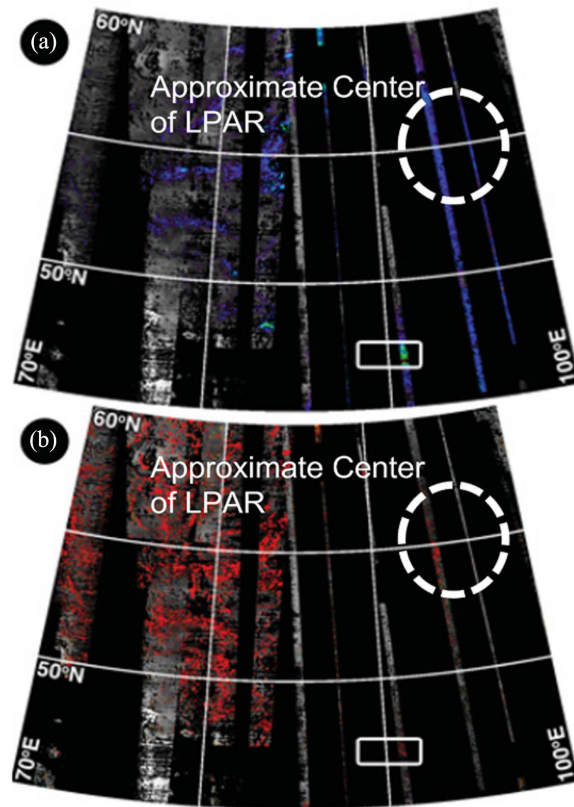 (a)
60°N
Approximate Center
of LPAR
50°N
70°E
100°E
(b)
60°N
Approximate Center
of LPAR
50°N
70°E
100°E